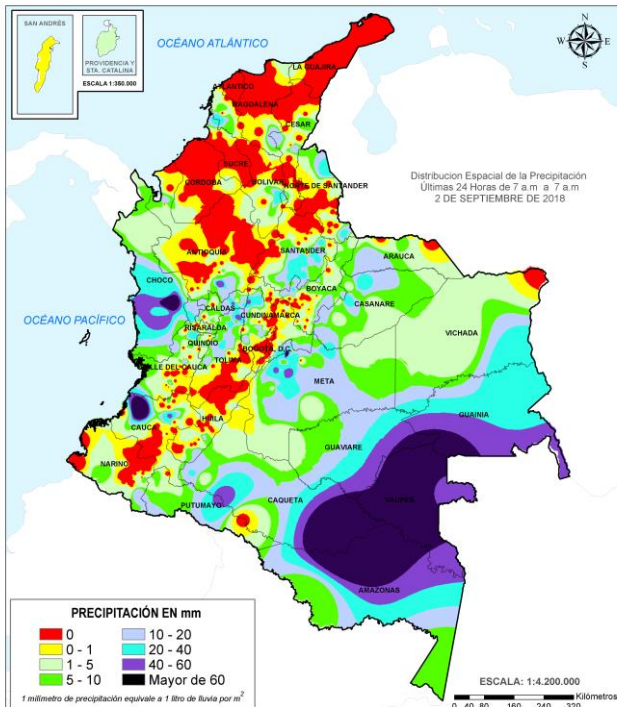 SAN ANDRÉS
PROVIDENCIA Y
STA. CATALINA
ESCALA 1:350.000
OCÉANO ATLÁNTICO
N
W E
S
LA GUAJIRA
ATLANTICO
MAGDALENA
CESAR
SUCRE
CORDOBA
BOLIVAR
NORTE DE SANTANDER
Distribucion Espacial de la Precipitación
Últimas 24 Horas de 7 a.m a 7 a.m
2 DE SEPTIEMBRE DE 2018
ANTIOQUIA
SANTANDER
ARAUCA
CHOCO
BOYACA
CASANARE
OCÉANO PACÍFICO
CALDAS
CUNDINAMARCA
VICHADA
RISARALDA
QUINDIO
BOGOTA, D.C.
TOLIMA
VALLE DEL CAUCA
META
GUAINIA
CAUCA
HUILA
GUAVIARE
NARIÑO
CAQUETA
VAUPES
PUTUMAYO
AMAZONAS
PRECIPITACIÓN EN mm
0
0 - 1
1 - 5
5 - 10
10 - 20
20 - 40
40 - 60
Mayor de 60
1 milímetro de precipitación equivale a 1 litro de lluvia por m²
ESCALA: 1:4.200.000
Kilómetros
0 40 80 160 240 320